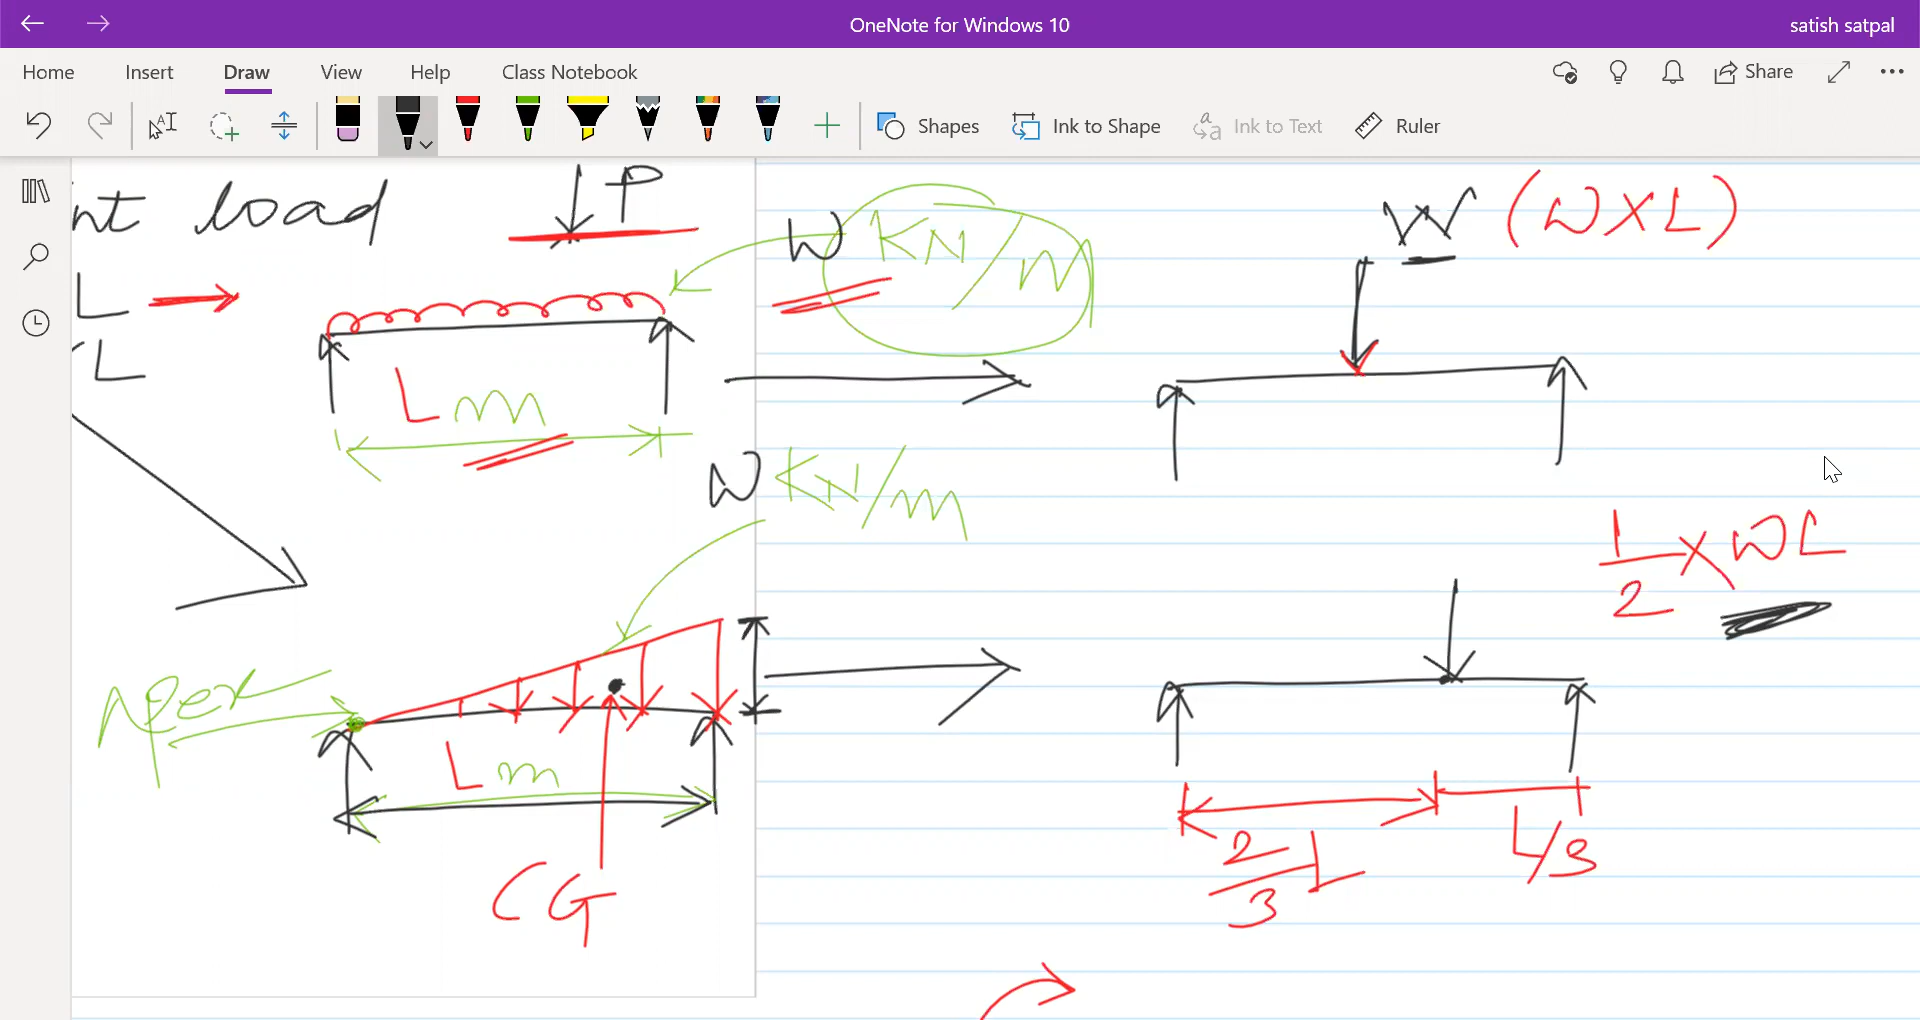 OneNote for Windows 10
satish satpal
Home Insert Draw View Help Class Notebook
Share
Shapes Ink to Shape Ink to Text Ruler
nt load
P
w KN/m
W (w X L)
L
L
L m
w KN/m
1/2 X wL
Apex
L m
CG
2/3 L
L/3